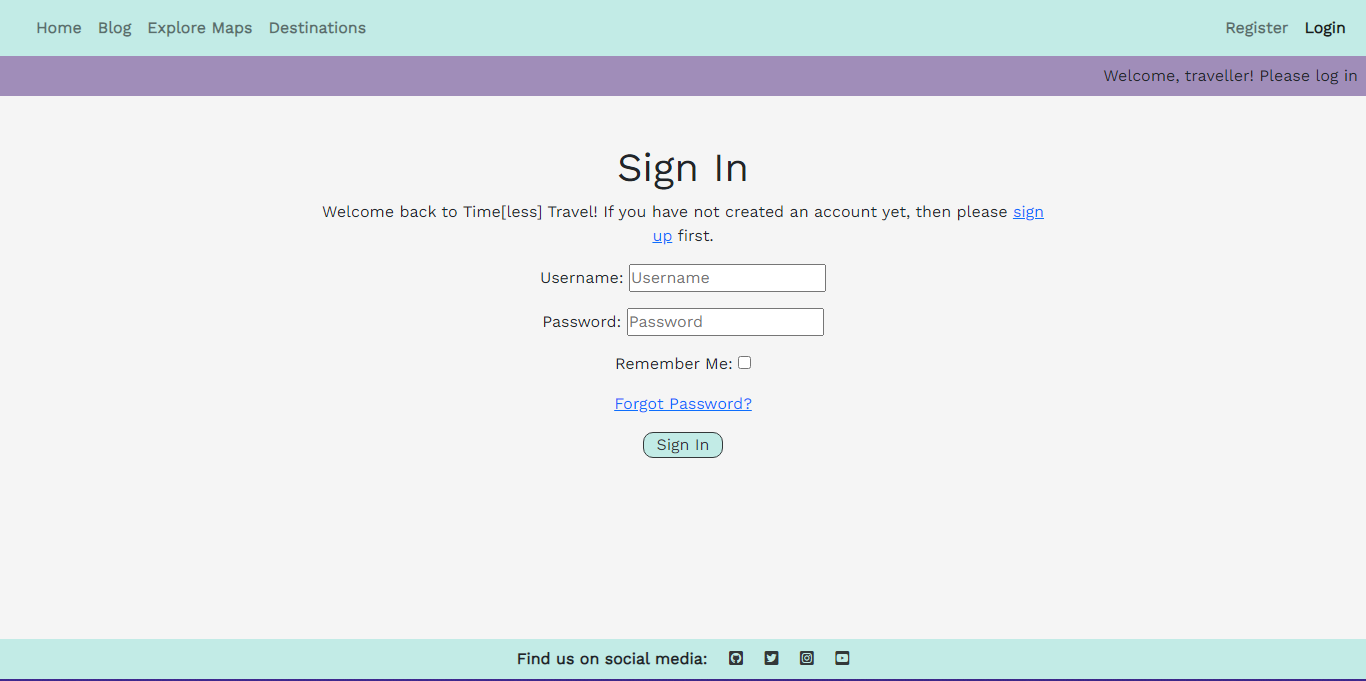 Home Blog Explore Maps Destinations Register Login
Welcome, traveller! Please log in
Sign In
Welcome back to Time[less] Travel! If you have not created an account yet, then please sign
up first.
Username: Username
Password: Password
Remember Me:
Forgot Password?
Sign In
Find us on social media: